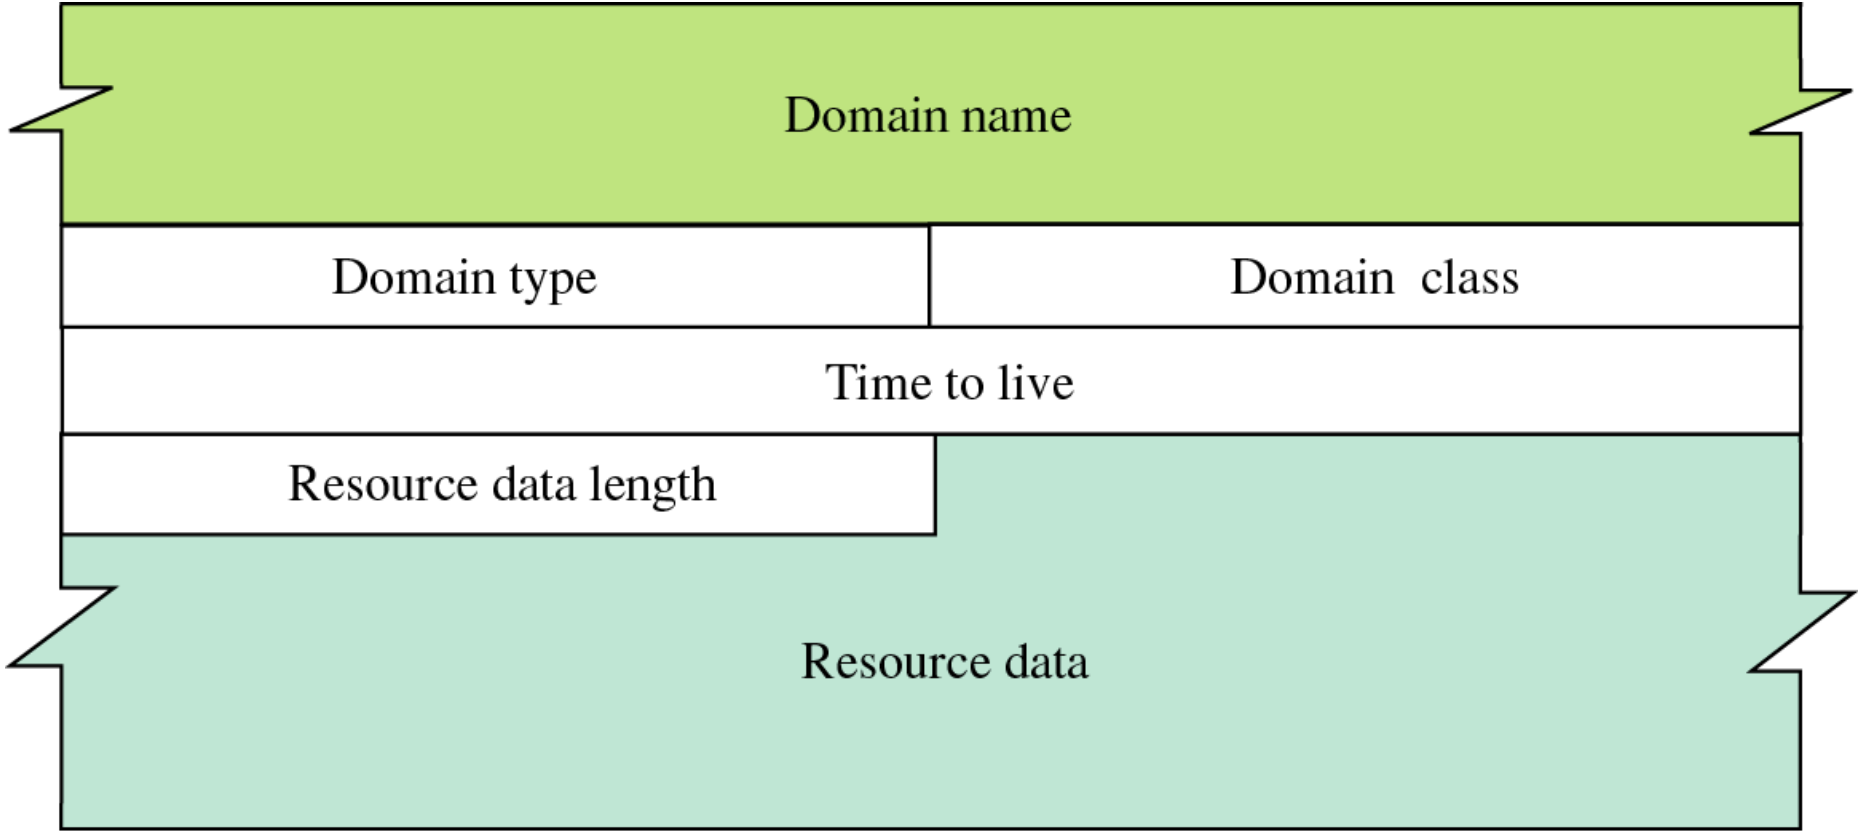 Domain name
Domain type
Domain class
Time to live
Resource data length
Resource data